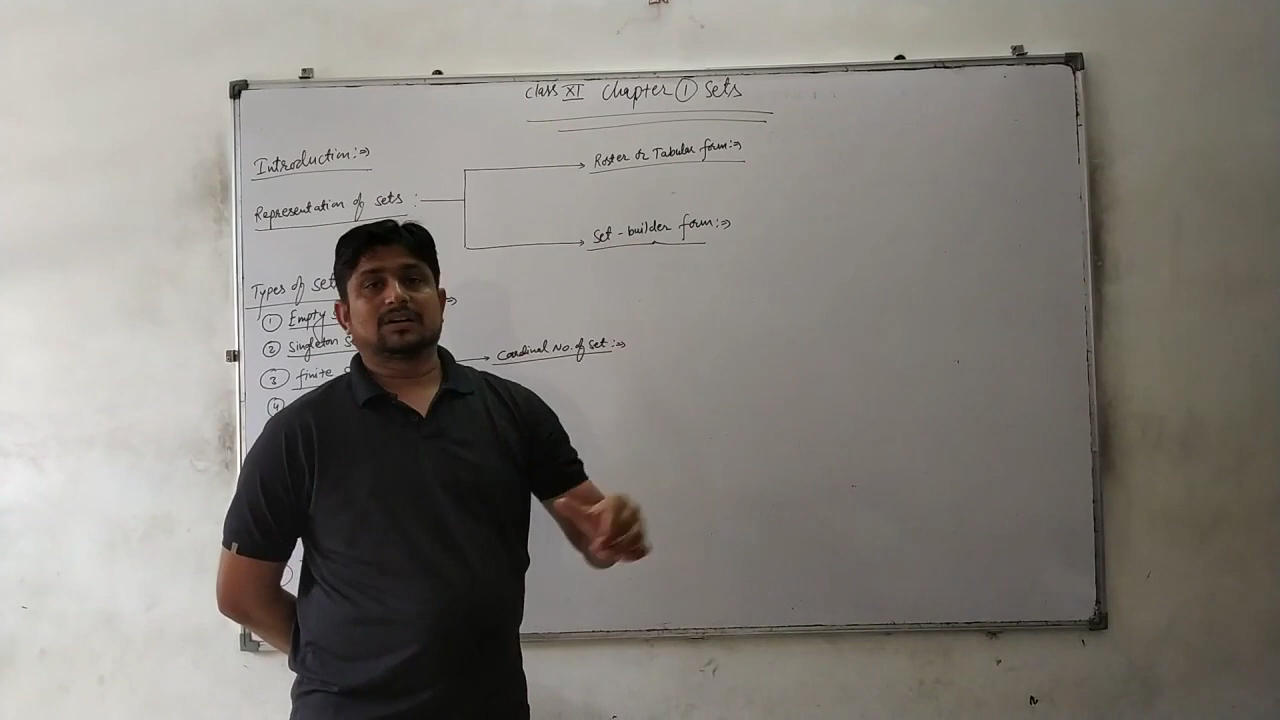 class XI Chapter ① Sets
Introduction:⇒
Representation of sets :
Roster or Tabular form:⇒
Set-builder form:⇒
Types of set
① Empty
② Singleton S
③ finite
Cardinal No. of Set:⇒
④